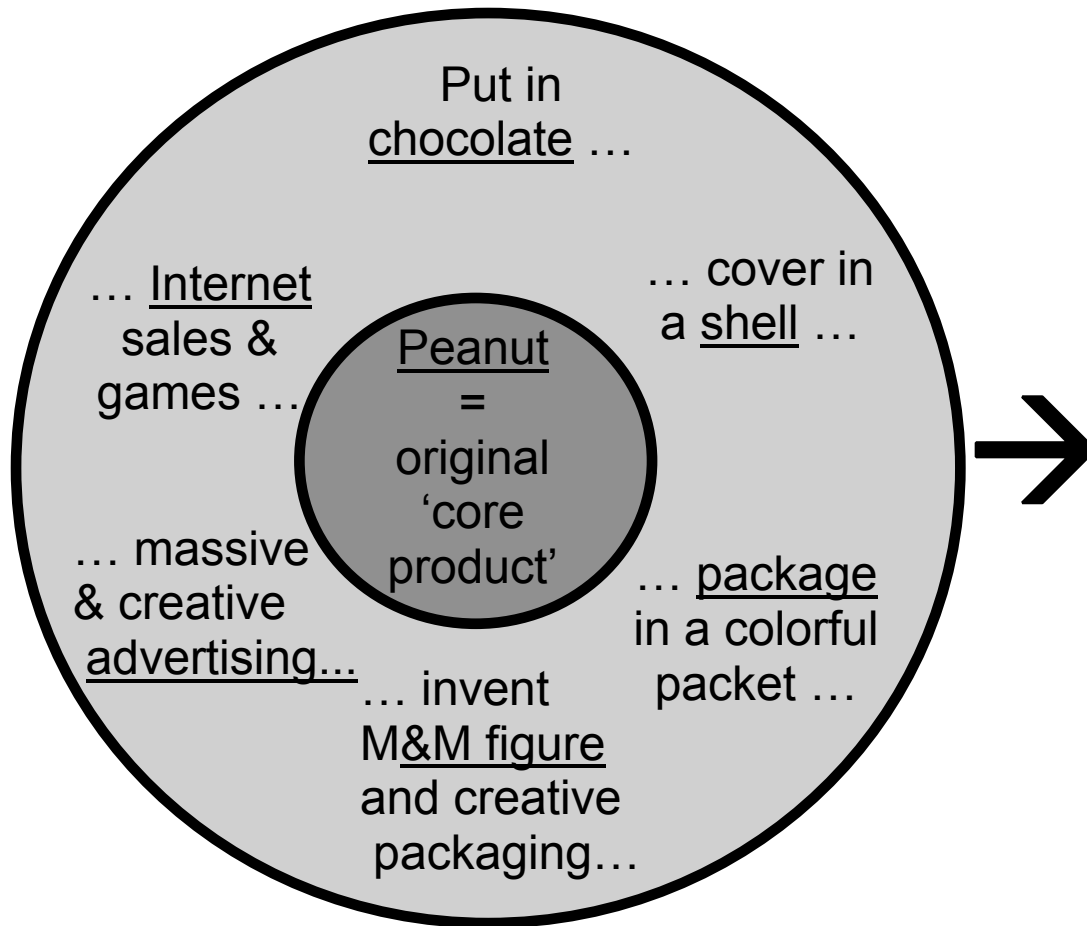 Put in
chocolate …
… cover in
a shell …
… package
in a colorful
packet …
… invent
M&M figure
and creative
packaging…
… massive
& creative
advertising...
… Internet
sales &
games …
Peanut
=
original
‘core
product’